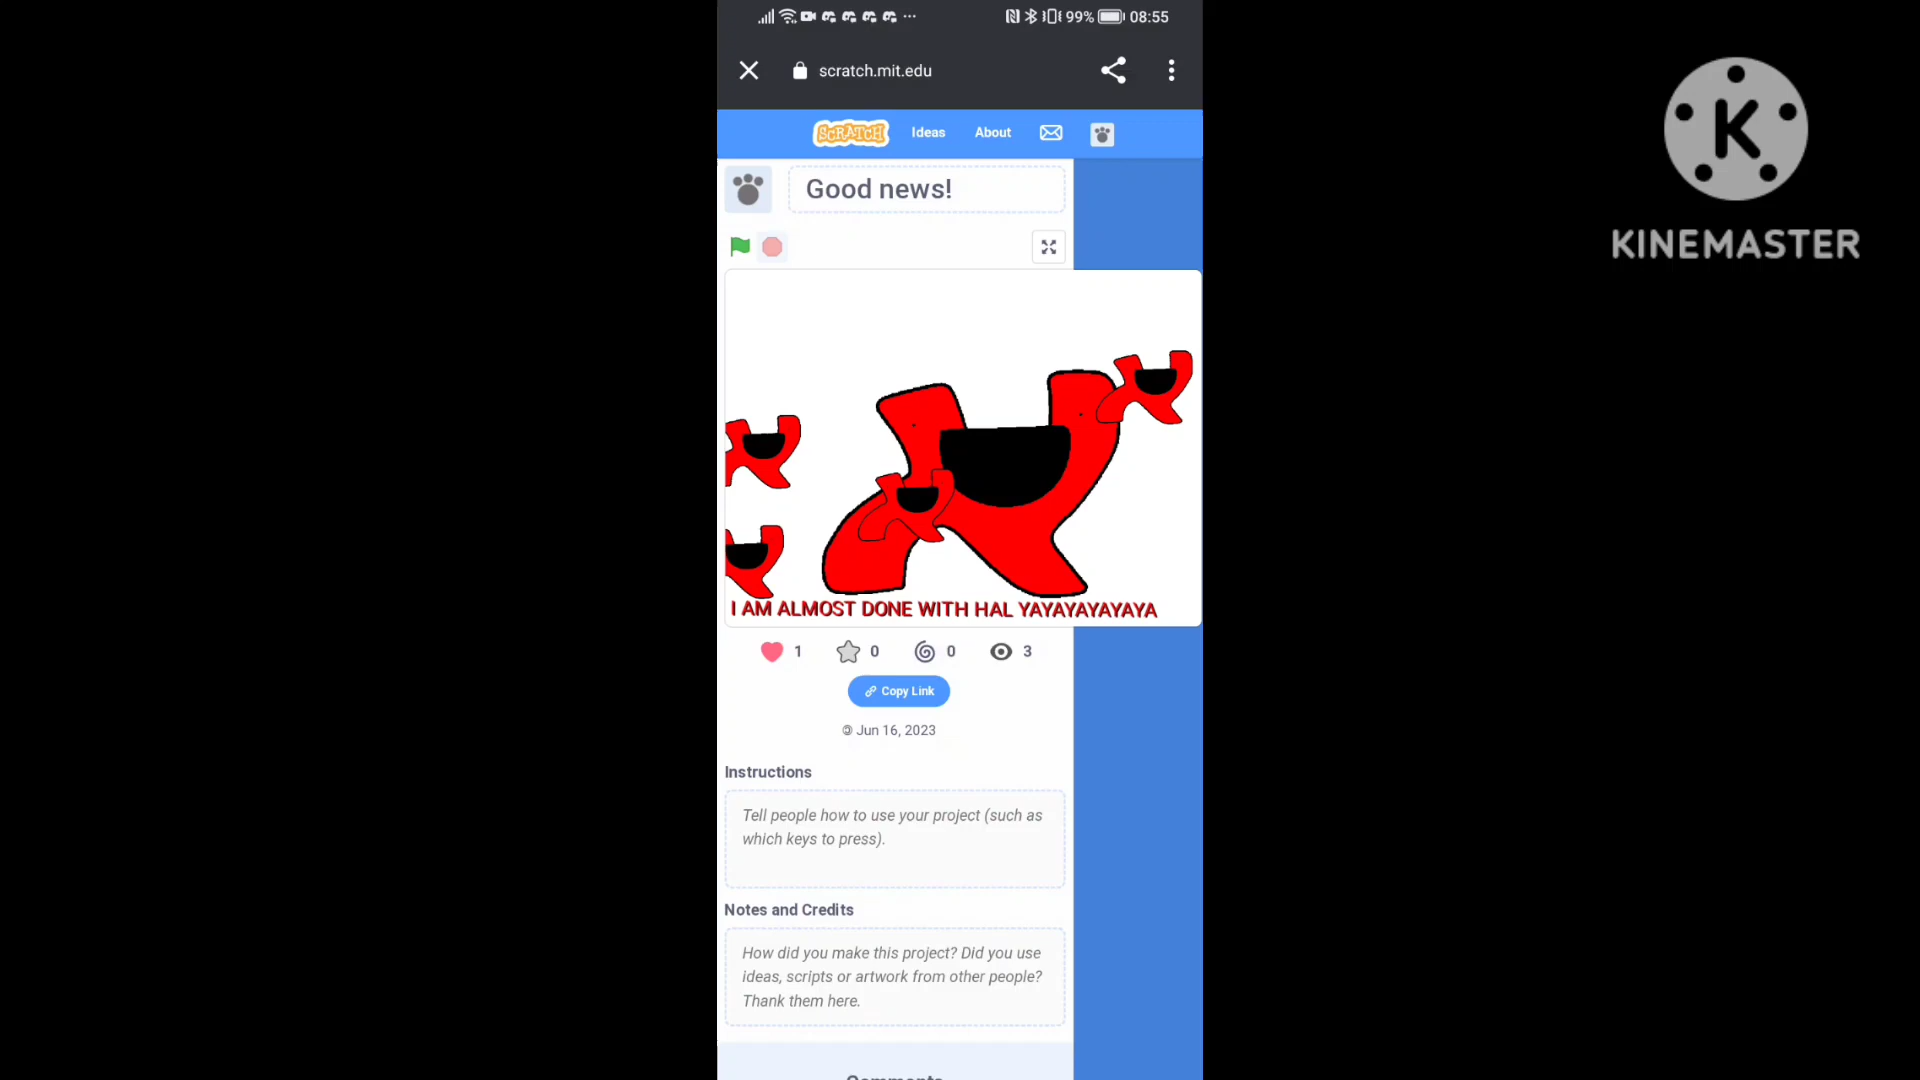 99% 08:55
scratch.mit.edu
SCRATCH Ideas About
Good news!
I AM ALMOST DONE WITH HAL YAYAYAYAYAYA
1 0 0 3
Copy Link
Jun 16, 2023
Instructions
Tell people how to use your project (such as
which keys to press).
Notes and Credits
How did you make this project? Did you use
ideas, scripts or artwork from other people?
Thank them here.
Comments
K
KINEMASTER